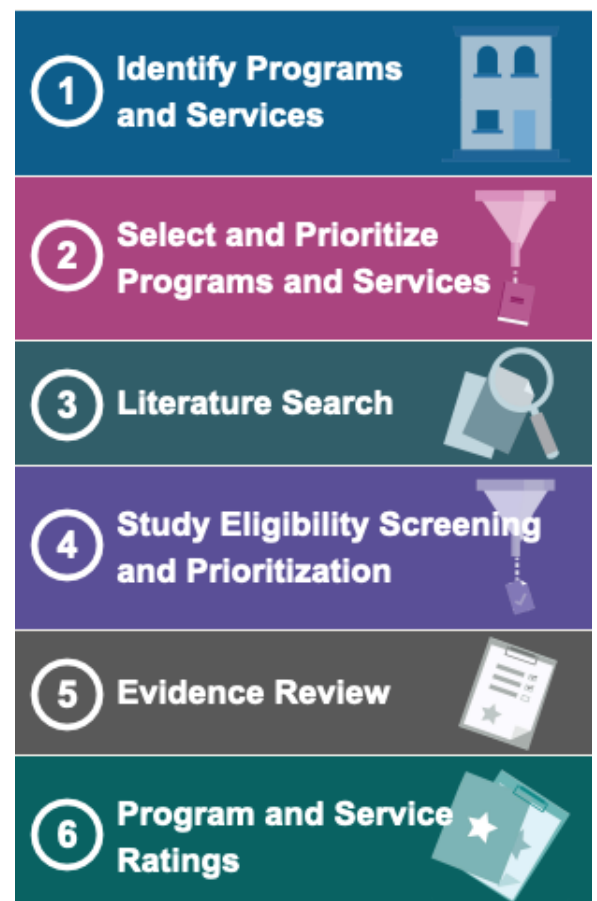 1
Identify Programs
and Services
2
Select and Prioritize
Programs and Services
3
Literature Search
4
Study Eligibility Screening
and Prioritization
5
Evidence Review
6
Program and Service
Ratings